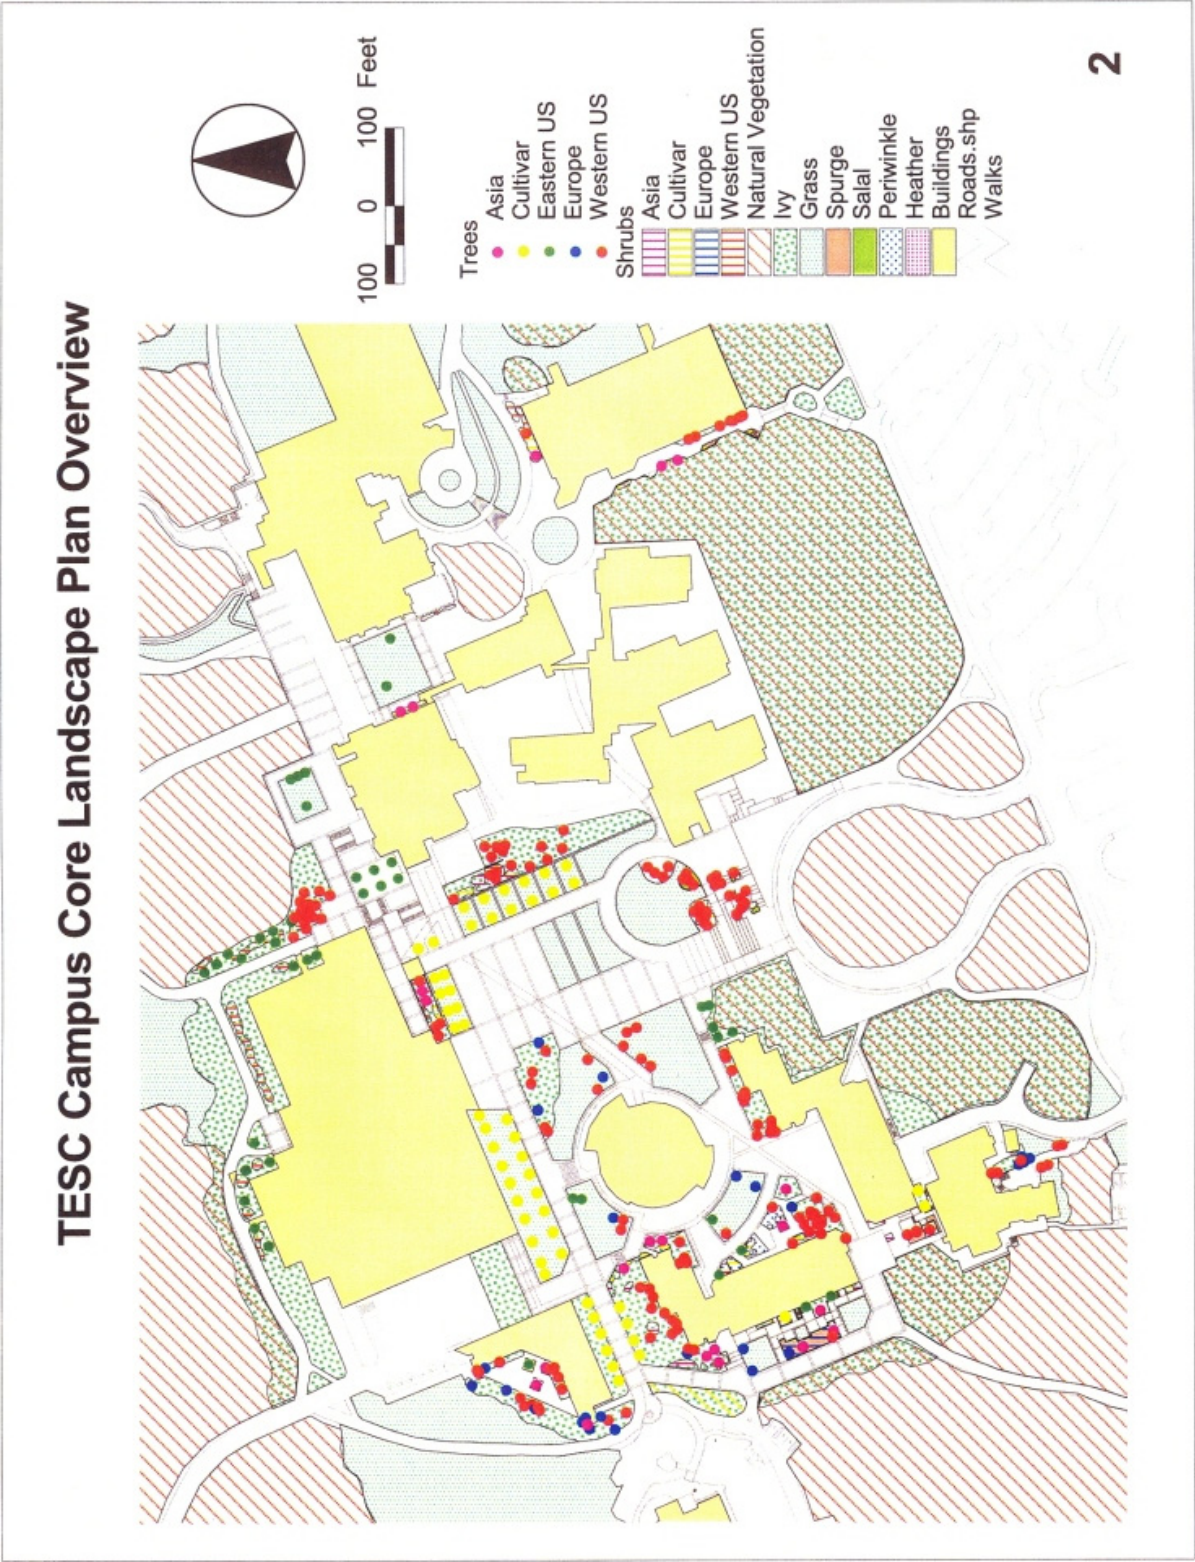 TESC Campus Core Landscape Plan Overview
100 0 100 Feet
Trees
Asia
Cultivar
Eastern US
Europe
Western US
Shrubs
Asia
Cultivar
Europe
Western US
Natural Vegetation
Ivy
Grass
Spurge
Salal
Periwinkle
Heather
Buildings
Roads.shp
Walks
2